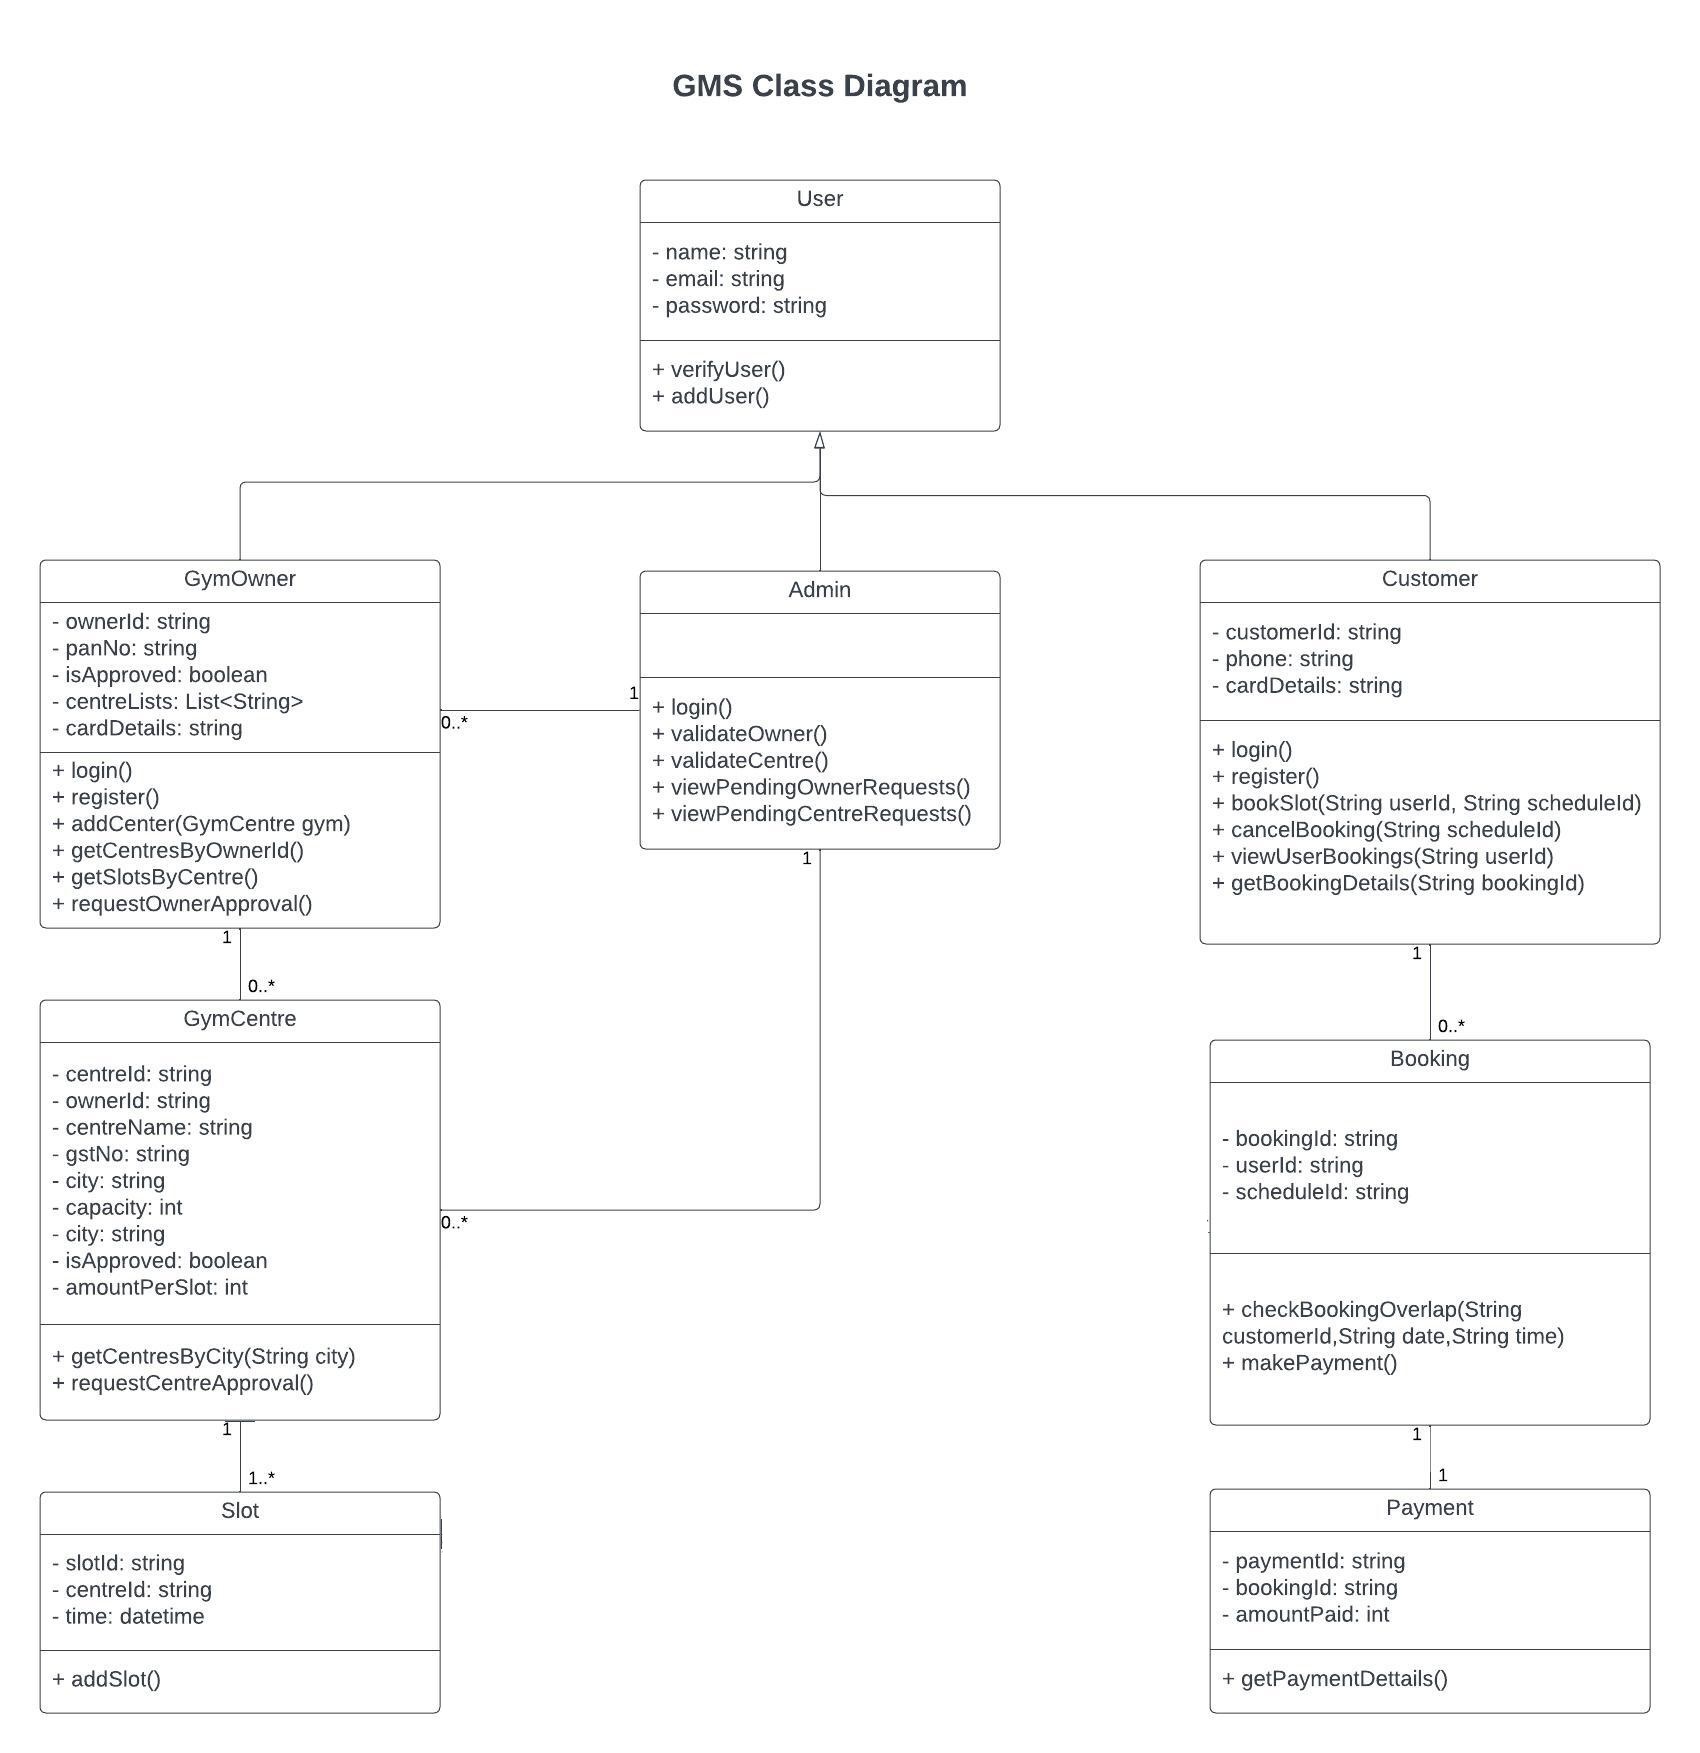 GMS Class Diagram
User
- name: string
- email: string
- password: string
+ verifyUser()
+ addUser()
GymOwner
- ownerId: string
- panNo: string
- isApproved: boolean
- centreLists: List<String>
- cardDetails: string
+ login()
+ register()
+ addCenter(GymCentre gym)
+ getCentresByOwnerId()
+ getSlotsByCentre()
+ requestOwnerApproval()
1
0..*
Admin
+ login()
+ validateOwner()
+ validateCentre()
+ viewPendingOwnerRequests()
+ viewPendingCentreRequests()
1
Customer
- customerId: string
- phone: string
- cardDetails: string
+ login()
+ register()
+ bookSlot(String userId, String scheduleId)
+ cancelBooking(String scheduleId)
+ viewUserBookings(String userId)
+ getBookingDetails(String bookingId)
1
0..*
1
0..*
GymCentre
- centreId: string
- ownerId: string
- centreName: string
- gstNo: string
- city: string
- capacity: int
- city: string
- isApproved: boolean
- amountPerSlot: int
+ getCentresByCity(String city)
+ requestCentreApproval()
0..*
1
1..*
Booking
- bookingId: string
- userId: string
- scheduleId: string
+ checkBookingOverlap(String
customerId,String date,String time)
+ makePayment()
1
1
Slot
- slotId: string
- centreId: string
- time: datetime
+ addSlot()
Payment
- paymentId: string
- bookingId: string
- amountPaid: int
+ getPaymentDettails()